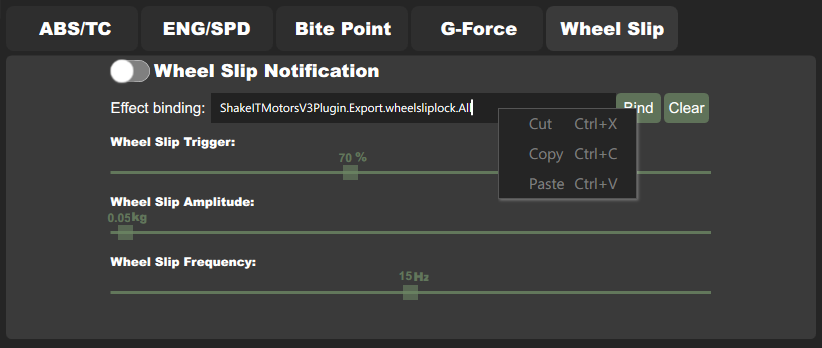 ABS/TC ENG/SPD Bite Point G-Force Wheel Slip
Wheel Slip Notification
Effect binding: ShakeITMotorsV3Plugin.Export.wheelsliplock.All Bind Clear
Cut Ctrl+X
Copy Ctrl+C
Paste Ctrl+V
Wheel Slip Trigger:
70 %
Wheel Slip Amplitude:
0.05kg
Wheel Slip Frequency:
15Hz